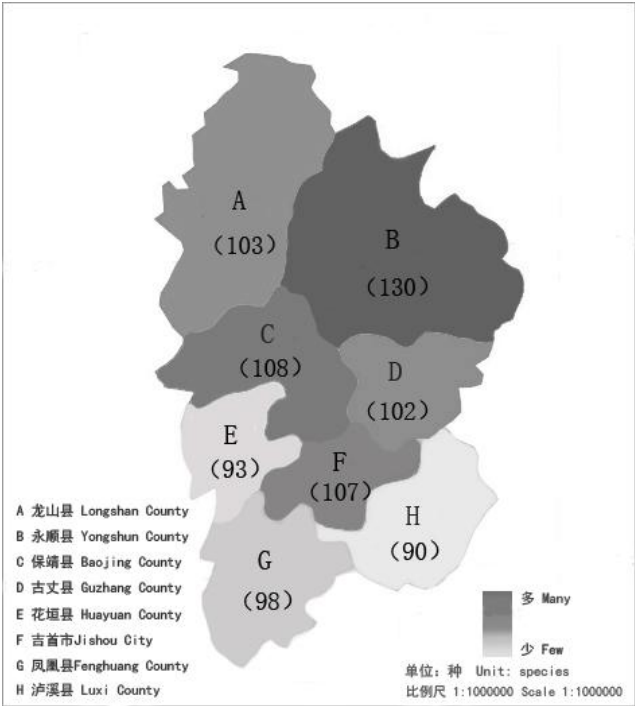 A
(103)
B
(130)
C
(108)
D
(102)
E
(93)
F
(107)
H
(90)
G
(98)
A 龙山县 Longshan County
B 永顺县 Yongshun County
C 保靖县 Baojing County
D 古丈县 Guzhang County
E 花垣县 Huayuan County
F 吉首市Jishou City
G 凤凰县Fenghuang County
H 泸溪县 Luxi County
多 Many
少 Few
单位: 种 Unit: species
比例尺 1:1000000 Scale 1:1000000